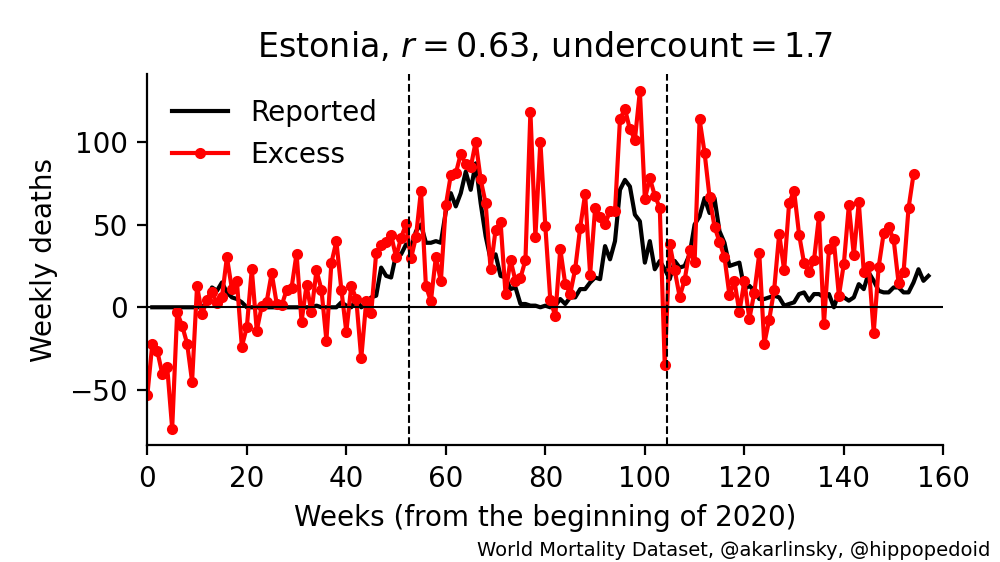 Estonia, r = 0.63, undercount = 1.7
Reported
Excess
Weekly deaths
100
50
0
−50
0 20 40 60 80 100 120 140 160
Weeks (from the beginning of 2020)
World Mortality Dataset, @akarlinsky, @hippopedoid